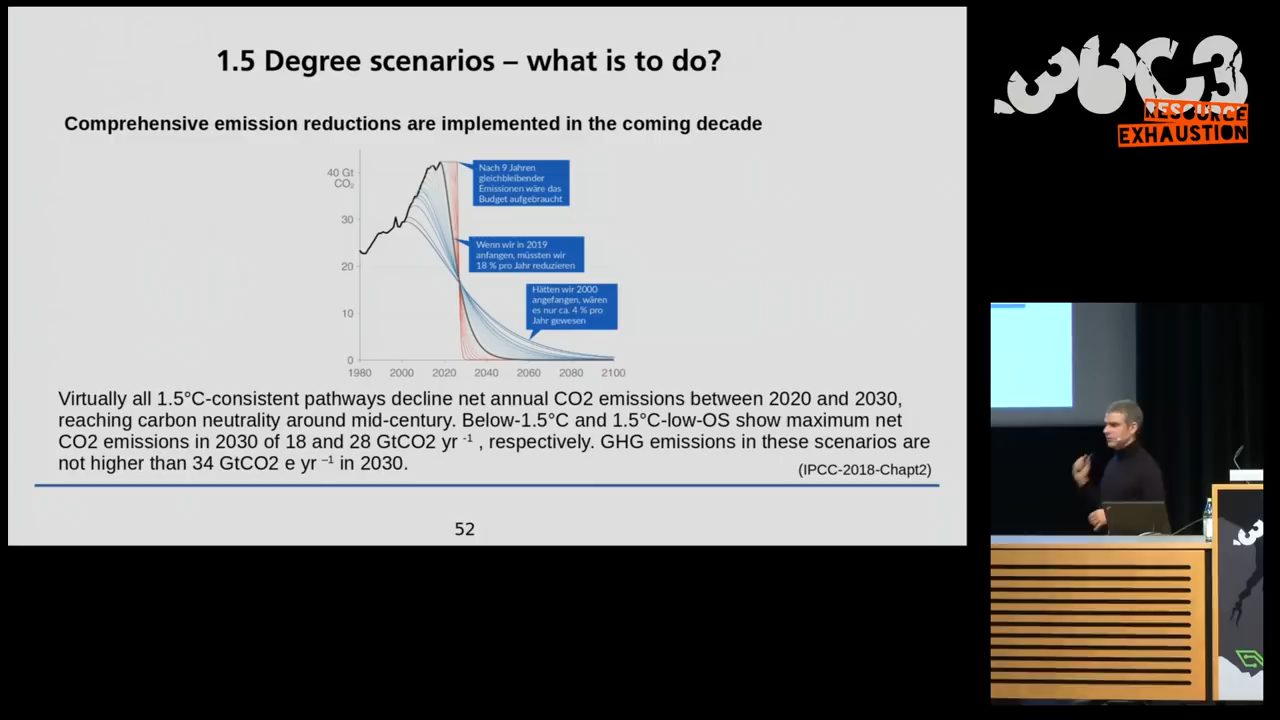 1.5 Degree scenarios – what is to do?
Comprehensive emission reductions are implemented in the coming decade
40 Gt
CO₂
30
20
10
0
1980 2000 2020 2040 2060 2080 2100
Nach 9 Jahren
gleichbleibender
Emissionen wäre das
Budget aufgebraucht
Wenn wir in 2019
anfangen, müssten wir
18 % pro Jahr reduzieren
Hätten wir 2000
angefangen, wären
es nur ca. 4 % pro
Jahr gewesen
Virtually all 1.5°C-consistent pathways decline net annual CO2 emissions between 2020 and 2030,
reaching carbon neutrality around mid-century. Below-1.5°C and 1.5°C-low-OS show maximum net
CO2 emissions in 2030 of 18 and 28 GtCO2 yr ⁻¹ , respectively. GHG emissions in these scenarios are
not higher than 34 GtCO2 e yr ⁻¹ in 2030.
(IPCC-2018-Chapt2)
52
36C3
RESOURCE
EXHAUSTION